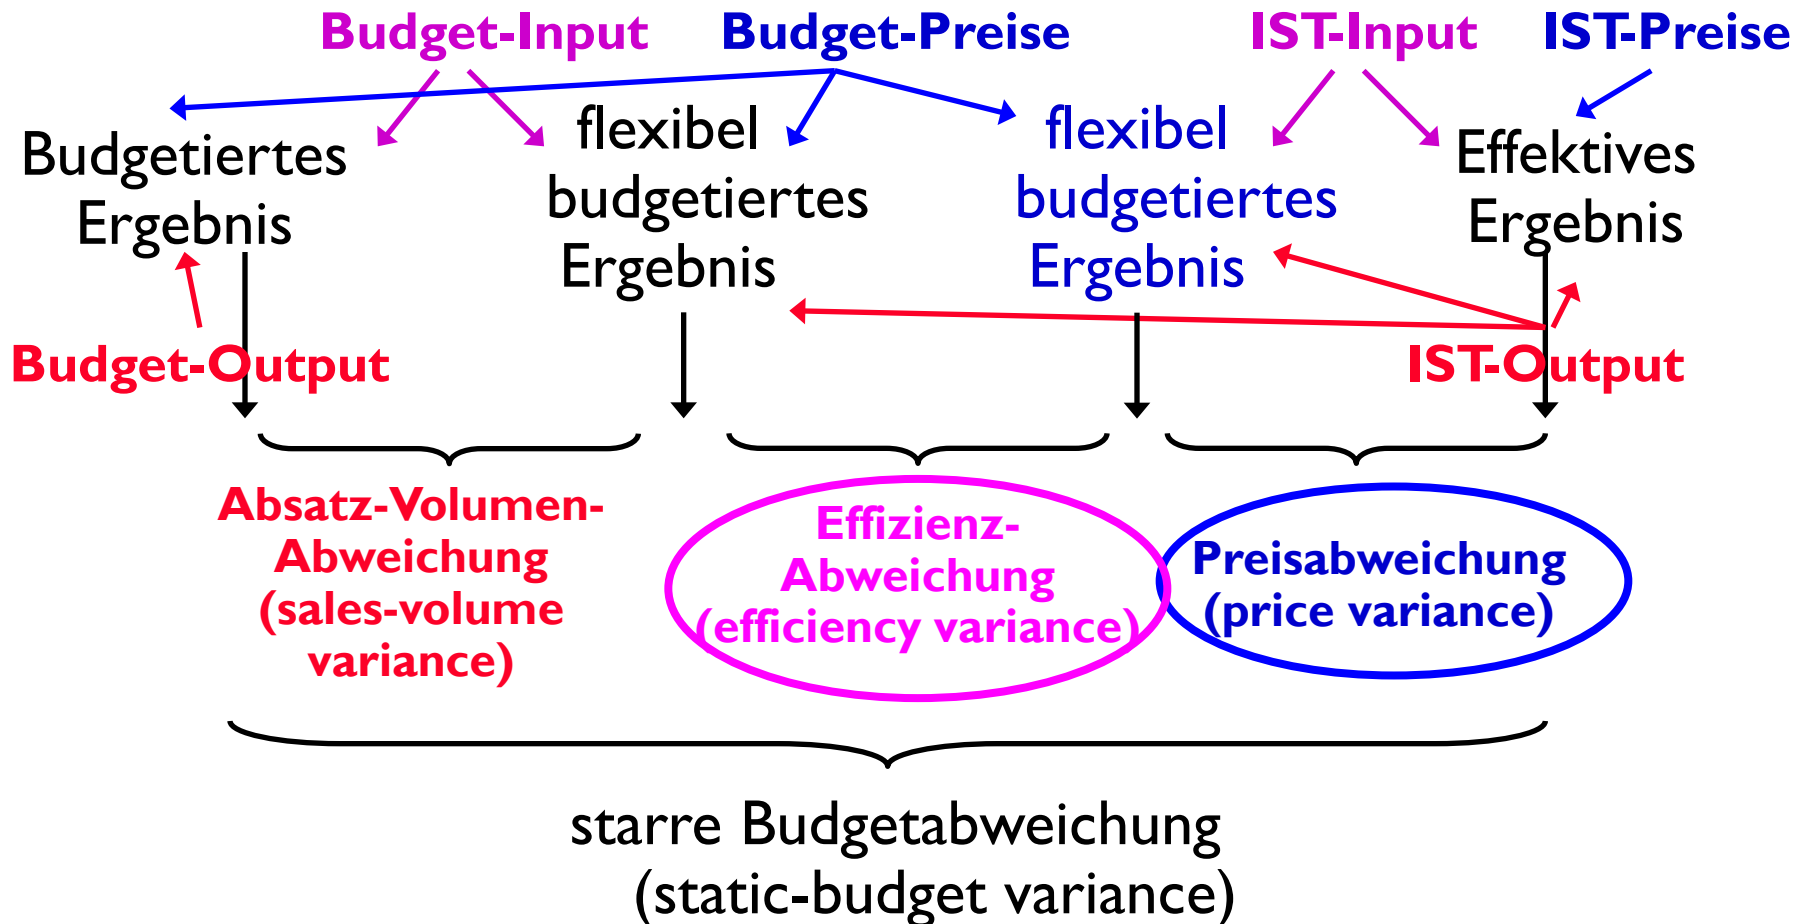 Budget-Input Budget-Preise IST-Input IST-Preise
Budgetiertes
Ergebnis
flexibel
budgetiertes
Ergebnis
flexibel
budgetiertes
Ergebnis
Effektives
Ergebnis
Budget-Output
IST-Output
Absatz-Volumen-
Abweichung
(sales-volume
variance)
Effizienz-
Abweichung
(efficiency variance)
Preisabweichung
(price variance)
starre Budgetabweichung
(static-budget variance)